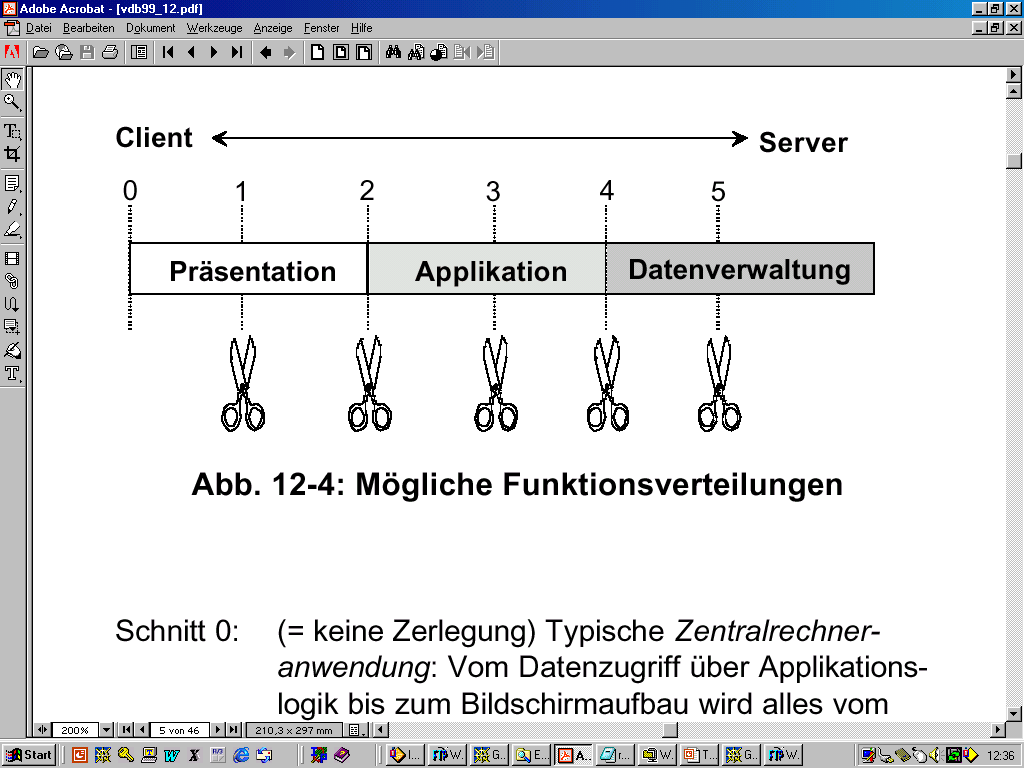 Adobe Acrobat - [vdb99_12.pdf]
Datei Bearbeiten Dokument Werkzeuge Anzeige Fenster Hilfe
Client Server
0 1 2 3 4 5
Präsentation Applikation Datenverwaltung
Abb. 12-4: Mögliche Funktionsverteilungen
Schnitt 0: (= keine Zerlegung) Typische Zentralrechner-
anwendung: Vom Datenzugriff über Applikations-
logik bis zum Bildschirmaufbau wird alles vom
200% 5 von 46 210,3 x 297 mm
Start I... W... G... E... A... r... W... T... G... W... 12:36